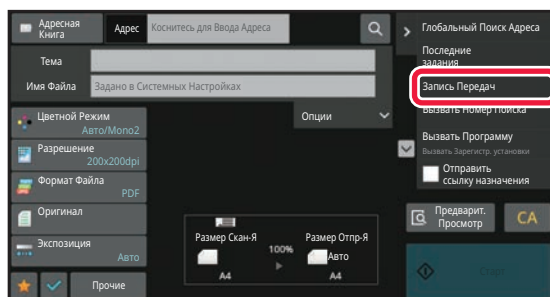 Адресная
Книга
Адрес
Коснитесь для Ввода Адреса
Тема
Имя Файла
Задано в Системных Настройках
Цветной Режим
Авто/Mono2
Разрешение
200x200dpi
Формат Файла
PDF
Оригинал
Экспозиция
Авто
Прочие
Опции
Размер Скан-Я
100%
Размер Отпр-Я
Авто
A4
A4
Глобальный Поиск Адреса
Последние
задания
Запись Передач
Вызвать Номер Поиска
Вызвать Программу
Вызвать Зарегистр. установки
Отправить
ссылку назначения
Предварит.
Просмотр
CA
Старт